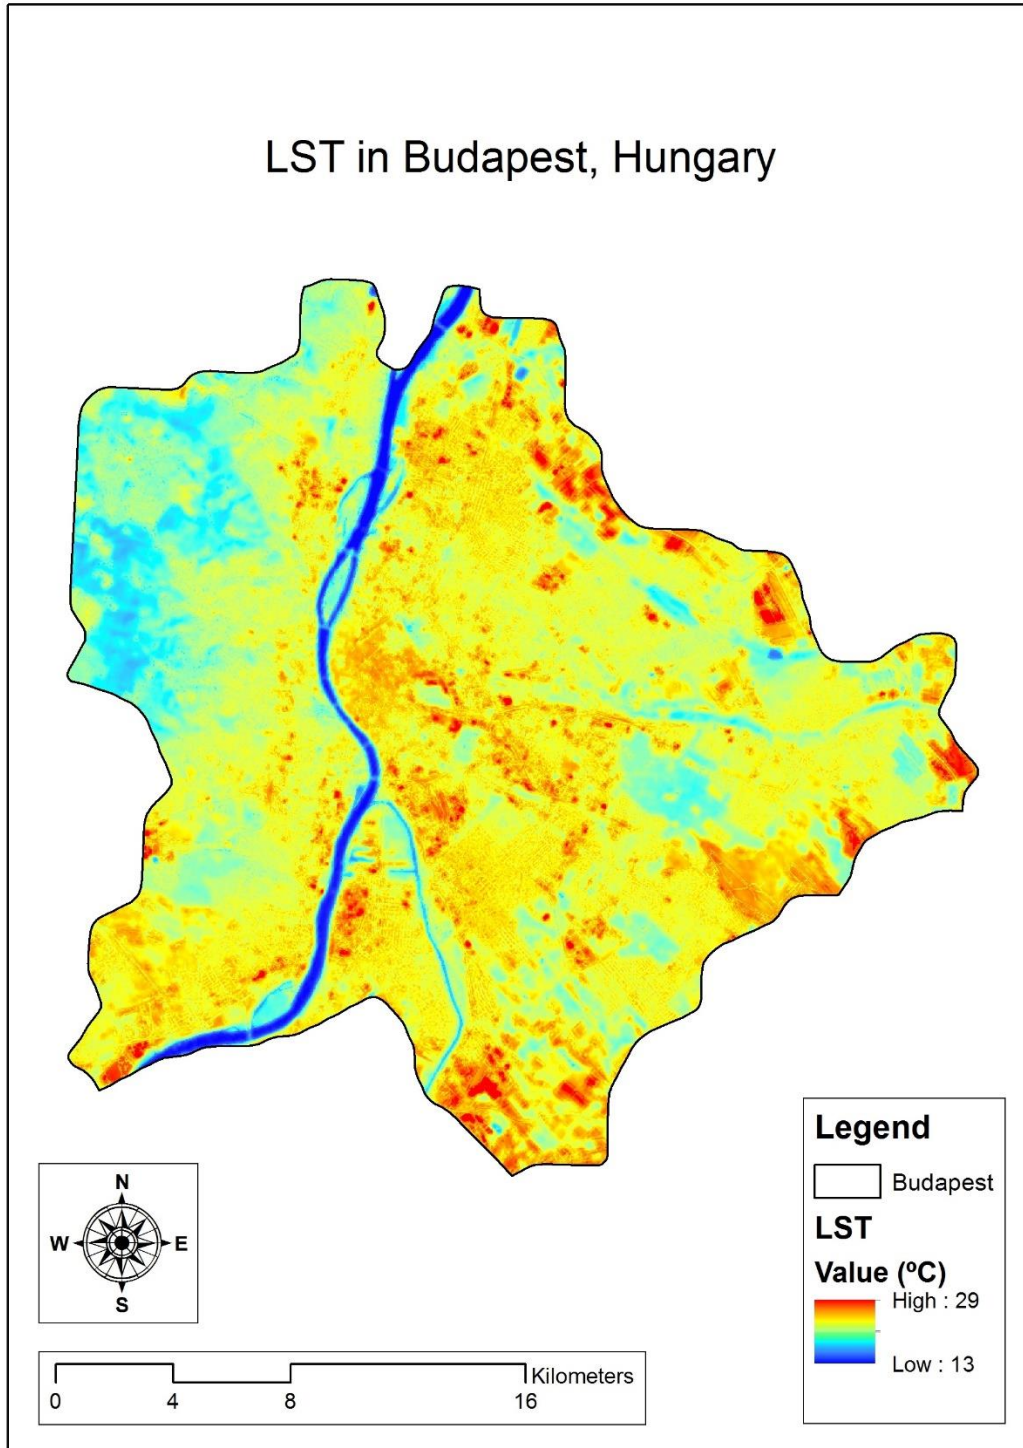 LST in Budapest, Hungary
N
W E
S
0 4 8 16 Kilometers
Legend
Budapest
LST
Value (ºC)
High : 29
Low : 13